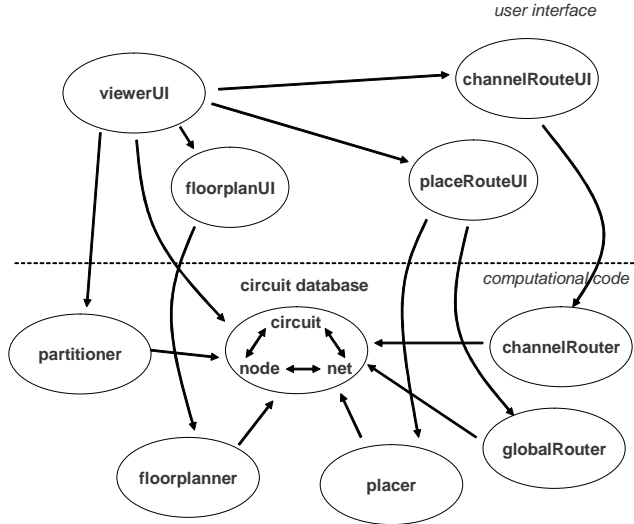 user interface
channelRouteUI
viewerUI
floorplanUI
placeRouteUI
computational code
circuit database
circuit
node net
partitioner
channelRouter
floorplanner
placer
globalRouter